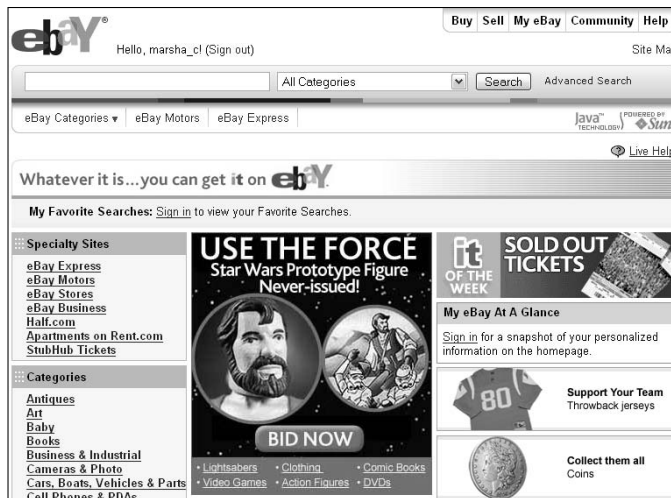 ebaY®
Buy Sell My eBay Community Help
Hello, marsha_c! (Sign out)
Site Ma
All Categories Search Advanced Search
eBay Categories ▾ eBay Motors eBay Express
Java™ TECHNOLOGY POWERED BY Sun
Live Help
Whatever it is...you can get it on ebaY.
My Favorite Searches: Sign in to view your Favorite Searches.
Specialty Sites
eBay Express
eBay Motors
eBay Stores
eBay Business
Half.com
Apartments on Rent.com
StubHub Tickets
Categories
Antiques
Art
Baby
Books
Business & Industrial
Cameras & Photo
Cars, Boats, Vehicles & Parts
Cell Phones & PDAs
USE THE FORCE
Star Wars Prototype Figure
Never-issued!
BID NOW
• Lightsabers • Clothing • Comic Books
• Video Games • Action Figures • DVDs
it
OF THE
WEEK
SOLD OUT
TICKETS
My eBay At A Glance
Sign in for a snapshot of your personalized
information on the homepage.
80
Support Your Team
Throwback jerseys
Collect them all
Coins